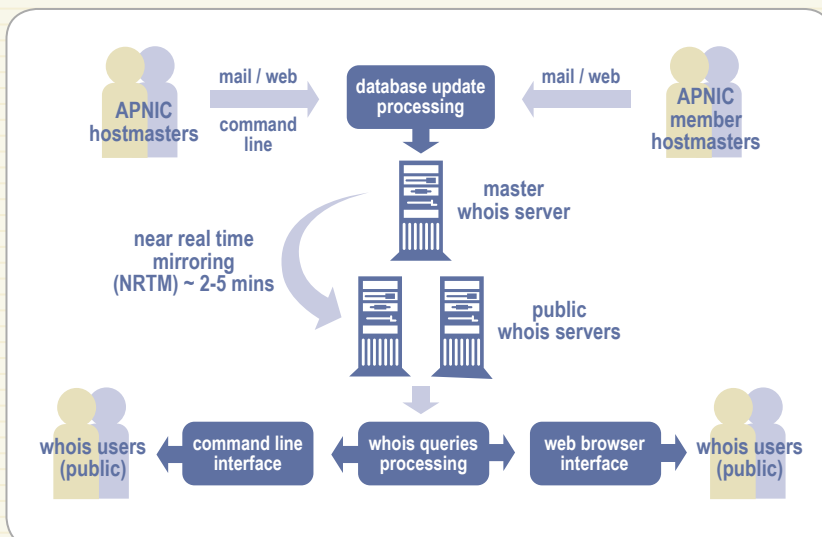 mail / web
command
line
APNIC
hostmasters
database update
processing
mail / web
APNIC
member
hostmasters
master
whois server
near real time
mirroring
(NRTM) ~ 2-5 mins
public
whois servers
whois users
(public)
command line
interface
whois queries
processing
web browser
interface
whois users
(public)